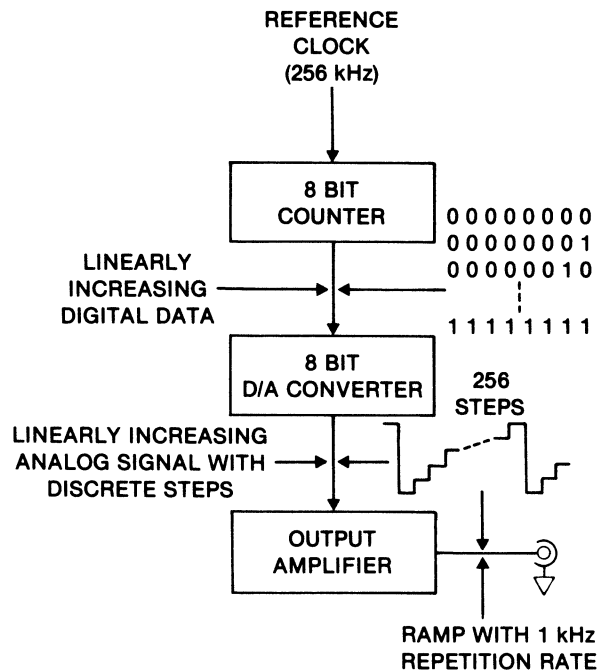 REFERENCE
CLOCK
(256 kHz)
8 BIT
COUNTER
0 0 0 0 0 0 0 0
0 0 0 0 0 0 0 1
0 0 0 0 0 0 1 0
1 1 1 1 1 1 1 1
LINEARLY
INCREASING
DIGITAL DATA
8 BIT
D/A CONVERTER
256
STEPS
LINEARLY INCREASING
ANALOG SIGNAL WITH
DISCRETE STEPS
OUTPUT
AMPLIFIER
RAMP WITH 1 kHz
REPETITION RATE